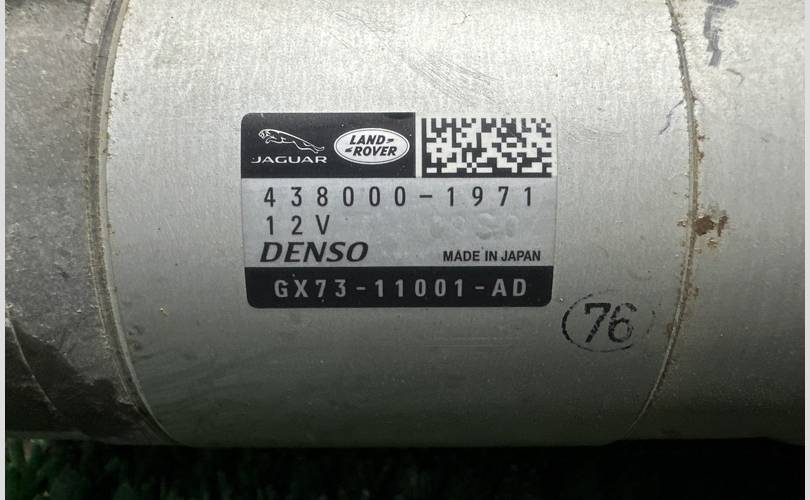 JAGUAR
LAND-
-ROVER
438000-1971
12V
DENSO MADE IN JAPAN
GX73-11001-AD
76